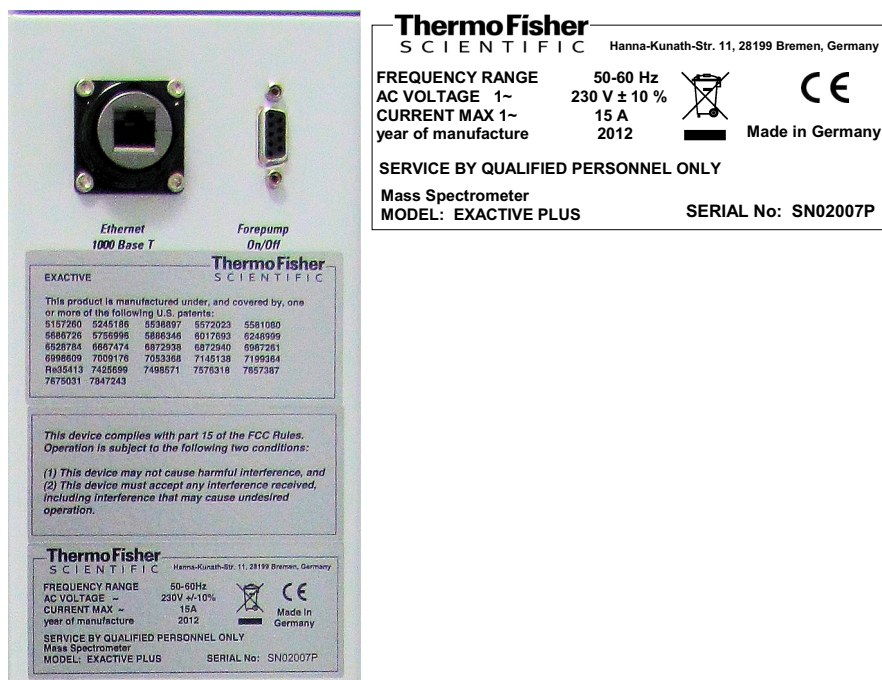 Ethernet
1000 Base T
Forepump
On/Off
ThermoFisher
SCIENTIFIC
EXACTIVE
This product is manufactured under, and covered by, one
or more of the following U.S. patents:
5157260 5245186 5538897 5572023 5581080
5686726 5756996 5886346 6017693 6248999
6528784 6667474 6872938 6872940 6987261
6998609 7009176 7053368 7145138 7199364
Re35413 7425699 7498571 7576318 7657387
7675031 7847243
This device complies with part 15 of the FCC Rules.
Operation is subject to the following two conditions:
(1) This device may not cause harmful interference, and
(2) This device must accept any interference received,
including interference that may cause undesired
operation.
ThermoFisher
SCIENTIFIC Hanna-Kunath-Str. 11, 28199 Bremen, Germany
FREQUENCY RANGE 50-60Hz
AC VOLTAGE ~ 230V +/-10%
CURRENT MAX ~ 15A
year of manufacture 2012
CE
Made in
Germany
SERVICE BY QUALIFIED PERSONNEL ONLY
Mass Spectrometer
MODEL: EXACTIVE PLUS SERIAL No: SN02007P
ThermoFisher
SCIENTIFIC Hanna-Kunath-Str. 11, 28199 Bremen, Germany
FREQUENCY RANGE 50-60 Hz
AC VOLTAGE 1~ 230 V ± 10 %
CURRENT MAX 1~ 15 A
year of manufacture 2012
CE
Made in Germany
SERVICE BY QUALIFIED PERSONNEL ONLY
Mass Spectrometer
MODEL: EXACTIVE PLUS SERIAL No: SN02007P